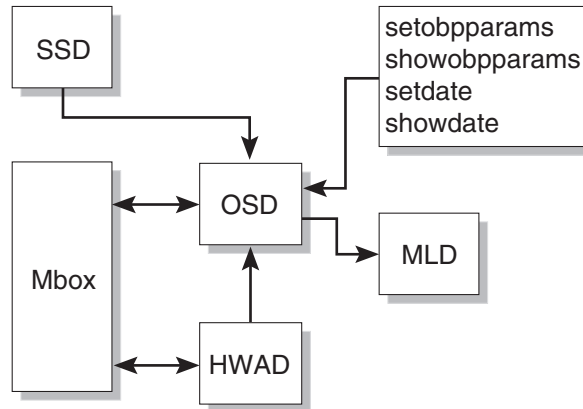 SSD
setobpparams
showobpparams
setdate
showdate
OSD
Mbox
MLD
HWAD